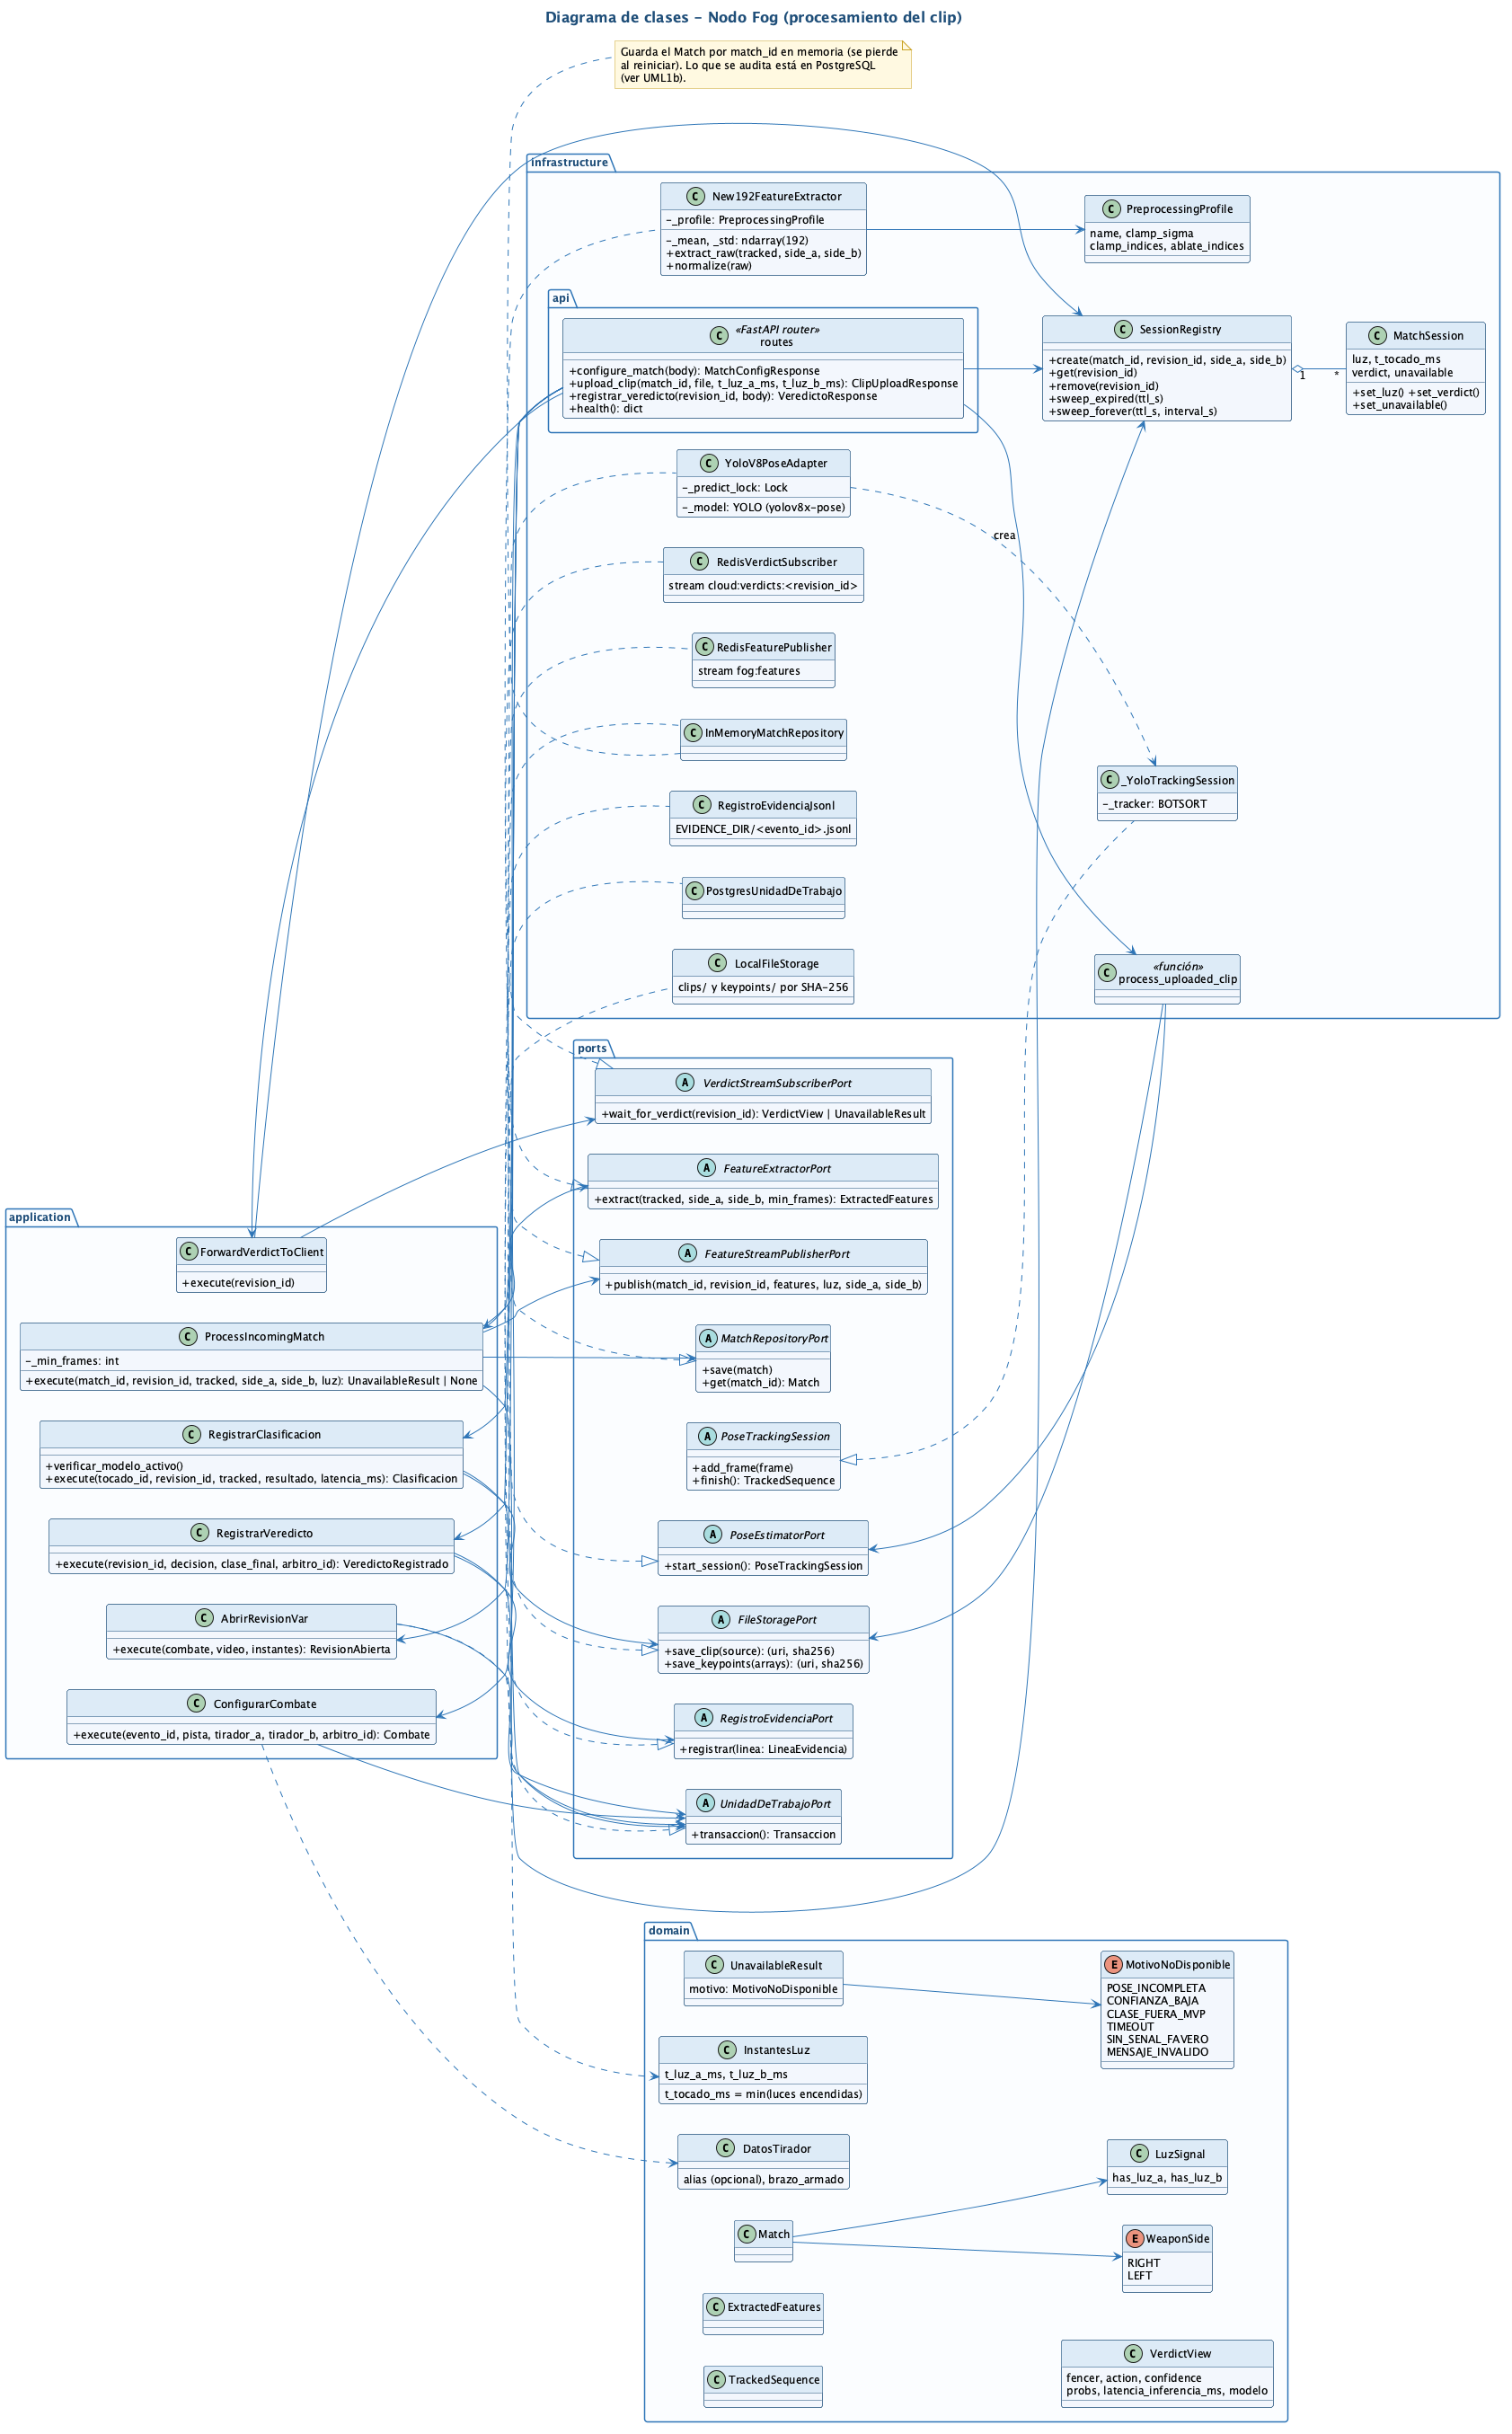 Diagrama de clases - Nodo Fog (procesamiento del clip)
Guarda el Match por match_id en memoria (se pierde
al reiniciar). Lo que se audita está en PostgreSQL
(ver UML1b).
infrastructure
C New192FeatureExtractor
-_profile: PreprocessingProfile
-_mean, _std: ndarray(192)
+extract_raw(tracked, side_a, side_b)
+normalize(raw)
C PreprocessingProfile
name, clamp_sigma
clamp_indices, ablate_indices
api
C «FastAPI router»
routes
+configure_match(body): MatchConfigResponse
+upload_clip(match_id, file, t_luz_a_ms, t_luz_b_ms): ClipUploadResponse
+registrar_veredicto(revision_id, body): VeredictoResponse
+health(): dict
C SessionRegistry
+create(match_id, revision_id, side_a, side_b)
+get(revision_id)
+remove(revision_id)
+sweep_expired(ttl_s)
+sweep_forever(ttl_s, interval_s)
1
*
C MatchSession
luz, t_tocado_ms
verdict, unavailable
+set_luz() +set_verdict()
+set_unavailable()
C YoloV8PoseAdapter
-_predict_lock: Lock
-_model: YOLO (yolov8x-pose)
crea
C RedisVerdictSubscriber
stream cloud:verdicts:<revision_id>
C RedisFeaturePublisher
stream fog:features
C InMemoryMatchRepository
C _YoloTrackingSession
-_tracker: BOTSORT
C RegistroEvidenciaJsonl
EVIDENCE_DIR/<evento_id>.jsonl
C PostgresUnidadDeTrabajo
C LocalFileStorage
clips/ y keypoints/ por SHA-256
C «función»
process_uploaded_clip
ports
A VerdictStreamSubscriberPort
+wait_for_verdict(revision_id): VerdictView | UnavailableResult
A FeatureExtractorPort
+extract(tracked, side_a, side_b, min_frames): ExtractedFeatures
A FeatureStreamPublisherPort
+publish(match_id, revision_id, features, luz, side_a, side_b)
A MatchRepositoryPort
+save(match)
+get(match_id): Match
A PoseTrackingSession
+add_frame(frame)
+finish(): TrackedSequence
A PoseEstimatorPort
+start_session(): PoseTrackingSession
A FileStoragePort
+save_clip(source): (uri, sha256)
+save_keypoints(arrays): (uri, sha256)
A RegistroEvidenciaPort
+registrar(linea: LineaEvidencia)
A UnidadDeTrabajoPort
+transaccion(): Transaccion
application
C ForwardVerdictToClient
+execute(revision_id)
C ProcessIncomingMatch
-_min_frames: int
+execute(match_id, revision_id, tracked, side_a, side_b, luz): UnavailableResult | None
C RegistrarClasificacion
+verificar_modelo_activo()
+execute(tocado_id, revision_id, tracked, resultado, latencia_ms): Clasificacion
C RegistrarVeredicto
+execute(revision_id, decision, clase_final, arbitro_id): VeredictoRegistrado
C AbrirRevisionVar
+execute(combate, video, instantes): RevisionAbierta
C ConfigurarCombate
+execute(evento_id, pista, tirador_a, tirador_b, arbitro_id): Combate
domain
C UnavailableResult
motivo: MotivoNoDisponible
E MotivoNoDisponible
POSE_INCOMPLETA
CONFIANZA_BAJA
CLASE_FUERA_MVP
TIMEOUT
SIN_SENAL_FAVERO
MENSAJE_INVALIDO
C InstantesLuz
t_luz_a_ms, t_luz_b_ms
t_tocado_ms = min(luces encendidas)
C DatosTirador
alias (opcional), brazo_armado
C LuzSignal
has_luz_a, has_luz_b
C Match
E WeaponSide
RIGHT
LEFT
C ExtractedFeatures
C VerdictView
fencer, action, confidence
probs, latencia_inferencia_ms, modelo
C TrackedSequence